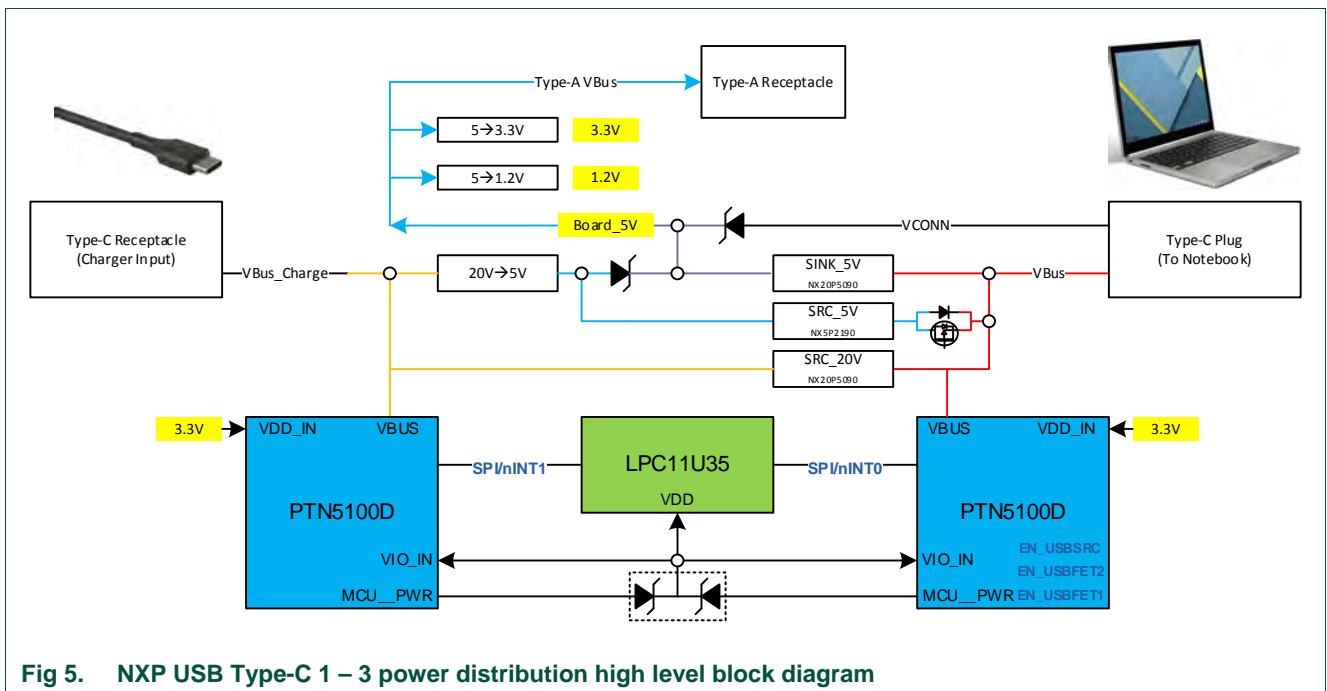 Type-A VBus
Type-A Receptacle
5→3.3V
3.3V
5→1.2V
1.2V
Type-C Receptacle
(Charger Input)
Board_5V
VCONN
Type-C Plug
(To Notebook)
VBus_Charge
20V→5V
SINK_5V
NX20P5090
VBus
SRC_5V
NX5P2190
SRC_20V
NX20P5090
3.3V
VDD_IN
VBUS
PTN5100D
VIO_IN
MCU__PWR
SPI/nINT1
LPC11U35
VDD
SPI/nINT0
VBUS
VDD_IN
3.3V
PTN5100D
EN_USBSRC
VIO_IN
EN_USBFET2
MCU__PWR
EN_USBFET1
Fig 5. NXP USB Type-C 1 – 3 power distribution high level block diagram